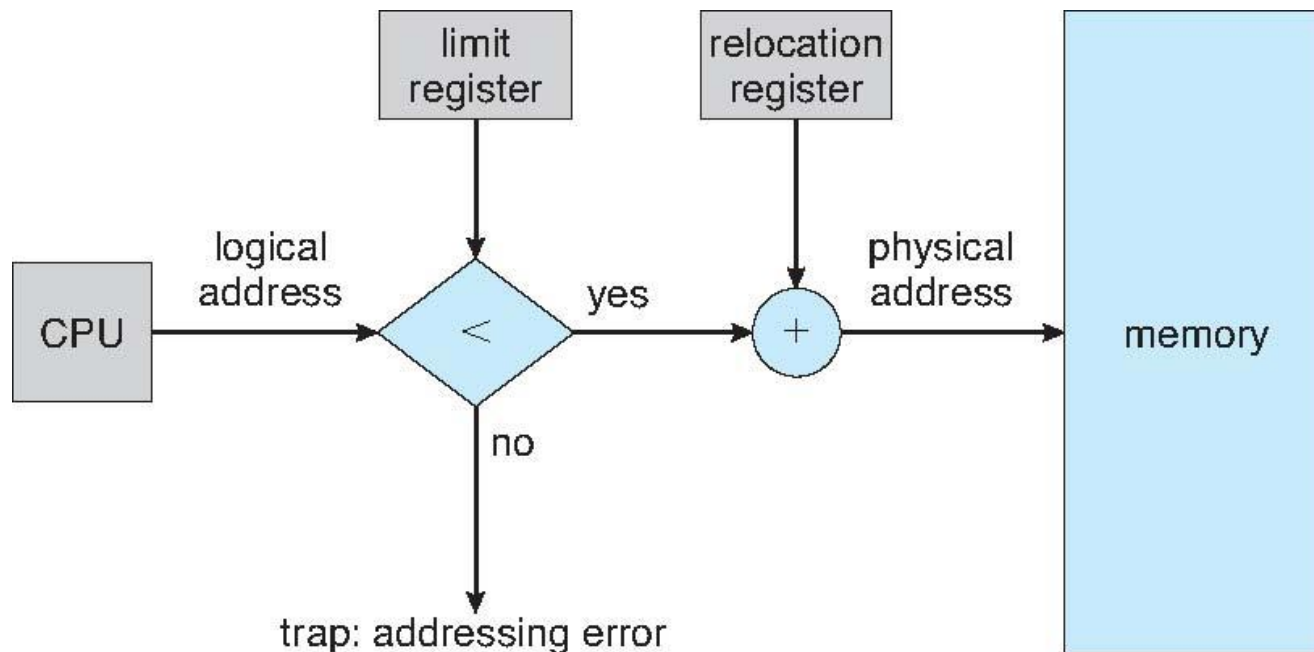 limit
register
relocation
register
logical
address
physical
address
CPU
<
yes
+
memory
no
trap: addressing error